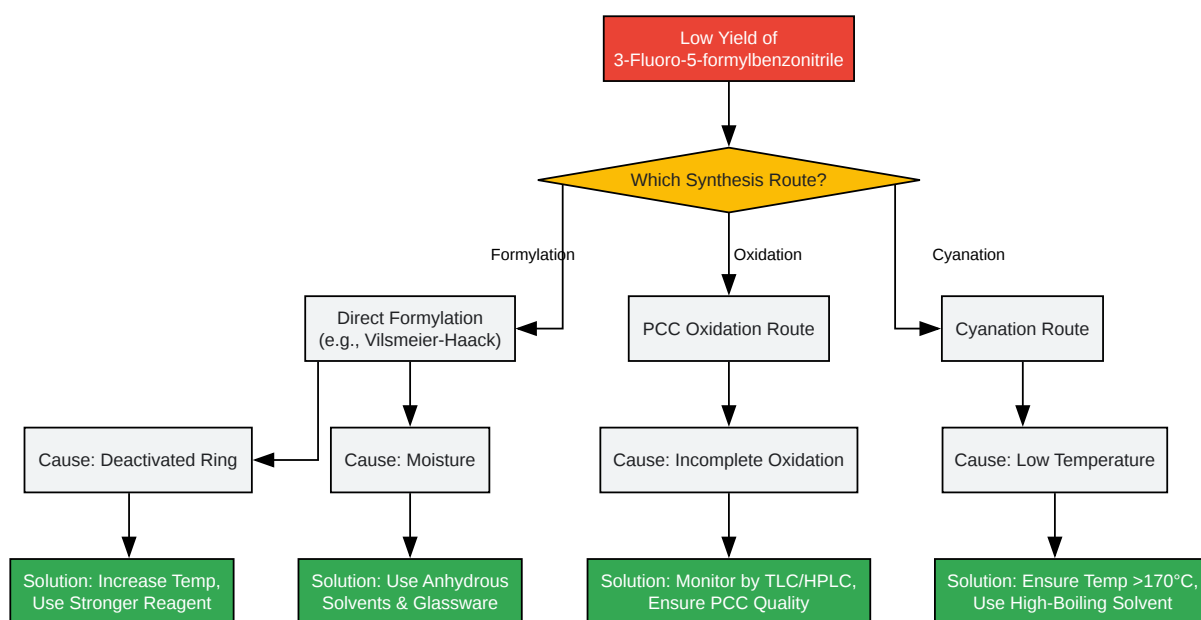 Low Yield of
3-Fluoro-5-formylbenzonitrile
Which Synthesis Route?
Formylation
Oxidation
Cyanation
Direct Formylation
(e.g., Vilsmeier-Haack)
PCC Oxidation Route
Cyanation Route
Cause: Deactivated Ring
Cause: Moisture
Cause: Incomplete Oxidation
Cause: Low Temperature
Solution: Increase Temp,
Use Stronger Reagent
Solution: Use Anhydrous
Solvents & Glassware
Solution: Monitor by TLC/HPLC,
Ensure PCC Quality
Solution: Ensure Temp >170°C,
Use High-Boiling Solvent